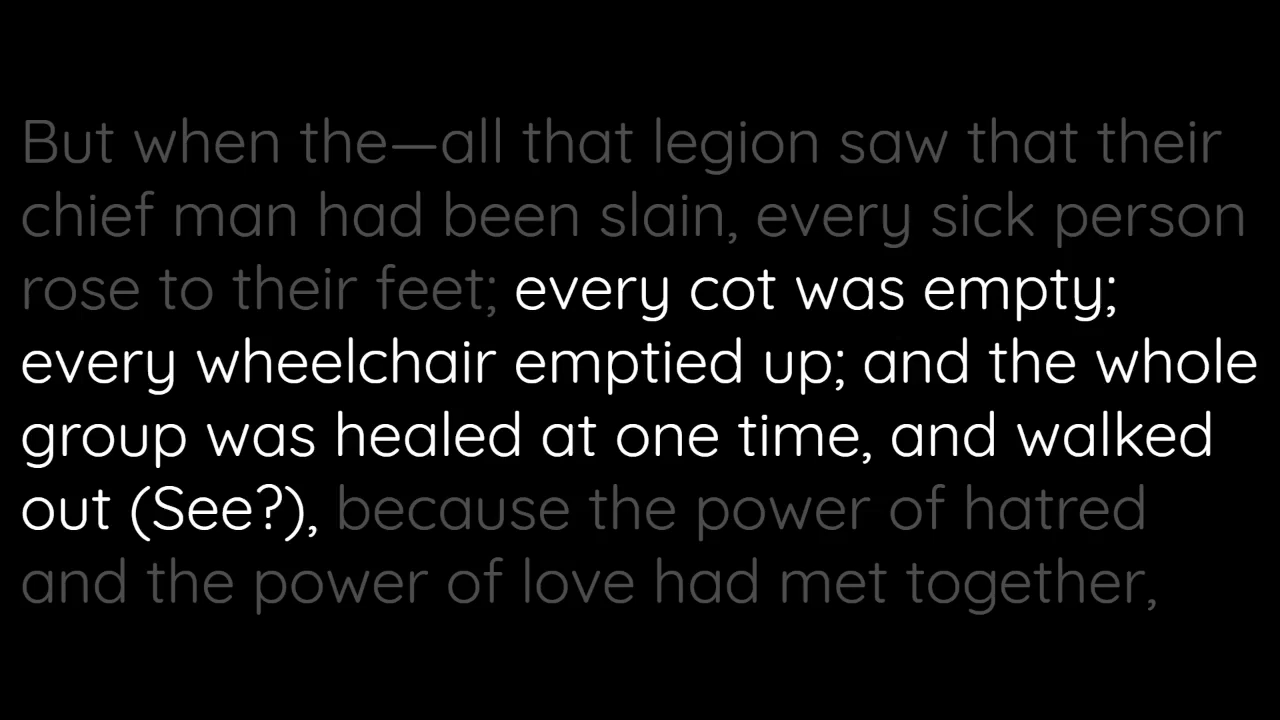 But when the—all that legion saw that their
chief man had been slain, every sick person
rose to their feet; every cot was empty;
every wheelchair emptied up; and the whole
group was healed at one time, and walked
out (See?), because the power of hatred
and the power of love had met together,